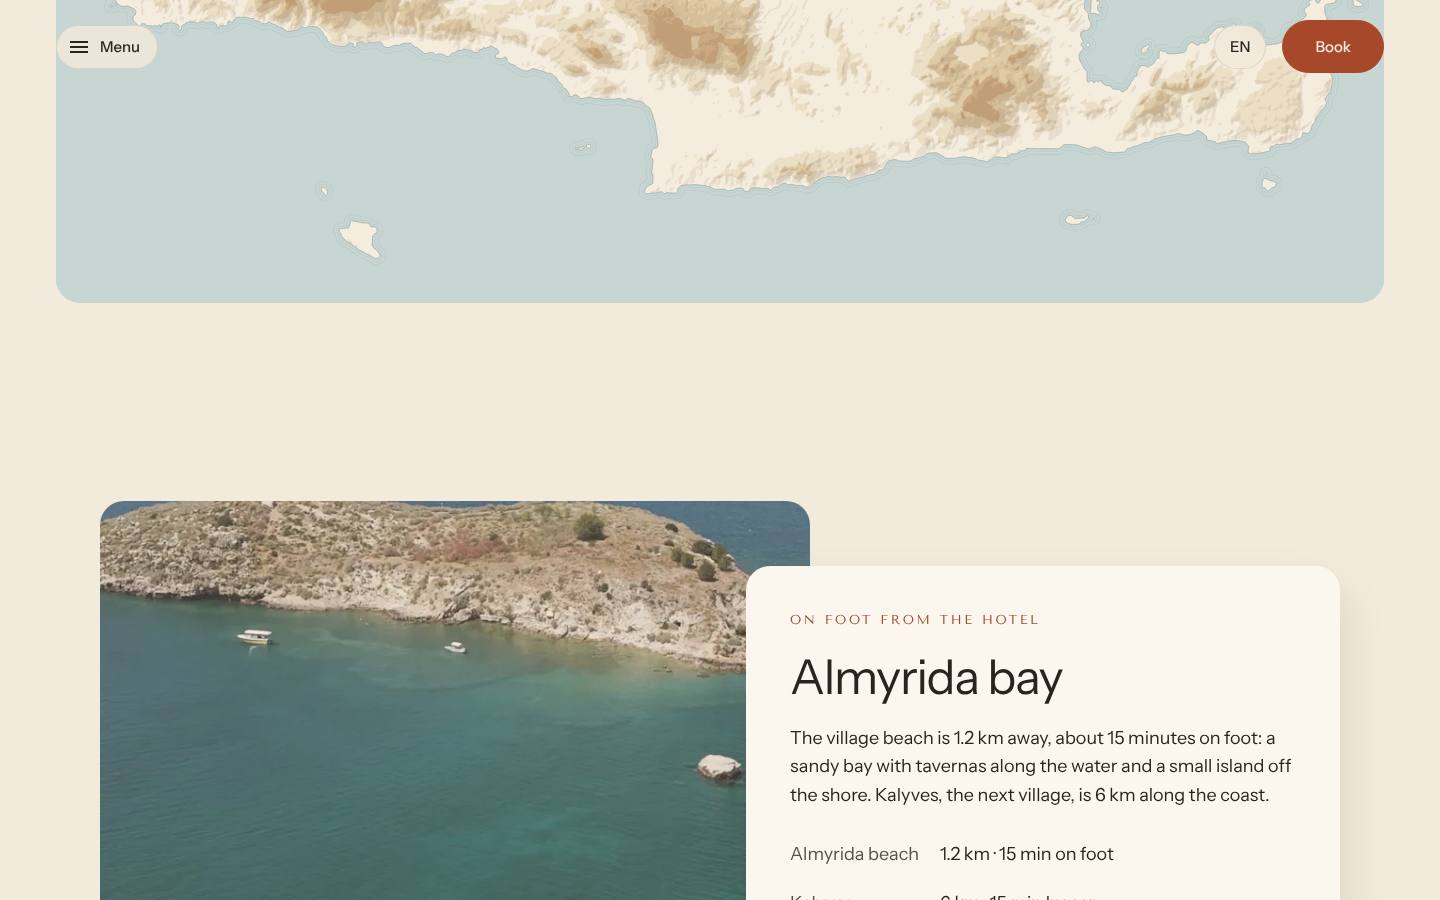 Menu
EN
Book
ON FOOT FROM THE HOTEL
Almyrida bay
The village beach is 1.2 km away, about 15 minutes on foot: a
sandy bay with tavernas along the water and a small island off
the shore. Kalyves, the next village, is 6 km along the coast.
Almyrida beach 1.2 km · 15 min on foot